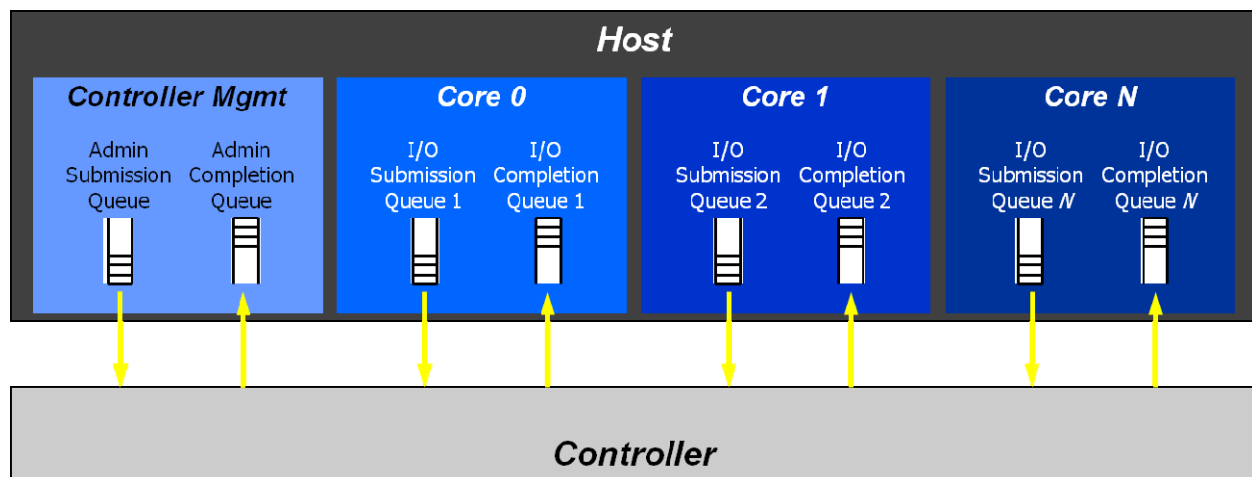 Host
Controller Mgmt
Admin
Submission
Queue
Admin
Completion
Queue
Core 0
I/O
Submission
Queue 1
I/O
Completion
Queue 1
Core 1
I/O
Submission
Queue 2
I/O
Completion
Queue 2
Core N
I/O
Submission
Queue N
I/O
Completion
Queue N
Controller